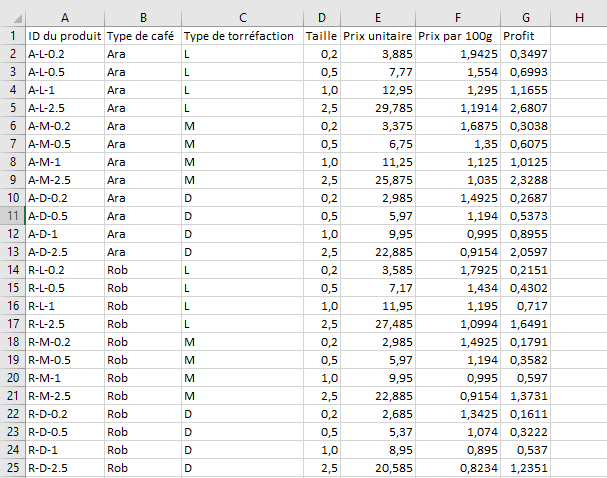 A B C D E F G H
1 ID du produit Type de café Type de torréfaction Taille Prix unitaire Prix par 100g Profit
2 A-L-0.2 Ara L 0,2 3,885 1,9425 0,3497
3 A-L-0.5 Ara L 0,5 7,77 1,554 0,6993
4 A-L-1 Ara L 1,0 12,95 1,295 1,1655
5 A-L-2.5 Ara L 2,5 29,785 1,1914 2,6807
6 A-M-0.2 Ara M 0,2 3,375 1,6875 0,3038
7 A-M-0.5 Ara M 0,5 6,75 1,35 0,6075
8 A-M-1 Ara M 1,0 11,25 1,125 1,0125
9 A-M-2.5 Ara M 2,5 25,875 1,035 2,3288
10 A-D-0.2 Ara D 0,2 2,985 1,4925 0,2687
11 A-D-0.5 Ara D 0,5 5,97 1,194 0,5373
12 A-D-1 Ara D 1,0 9,95 0,995 0,8955
13 A-D-2.5 Ara D 2,5 22,885 0,9154 2,0597
14 R-L-0.2 Rob L 0,2 3,585 1,7925 0,2151
15 R-L-0.5 Rob L 0,5 7,17 1,434 0,4302
16 R-L-1 Rob L 1,0 11,95 1,195 0,717
17 R-L-2.5 Rob L 2,5 27,485 1,0994 1,6491
18 R-M-0.2 Rob M 0,2 2,985 1,4925 0,1791
19 R-M-0.5 Rob M 0,5 5,97 1,194 0,3582
20 R-M-1 Rob M 1,0 9,95 0,995 0,597
21 R-M-2.5 Rob M 2,5 22,885 0,9154 1,3731
22 R-D-0.2 Rob D 0,2 2,685 1,3425 0,1611
23 R-D-0.5 Rob D 0,5 5,37 1,074 0,3222
24 R-D-1 Rob D 1,0 8,95 0,895 0,537
25 R-D-2.5 Rob D 2,5 20,585 0,8234 1,2351